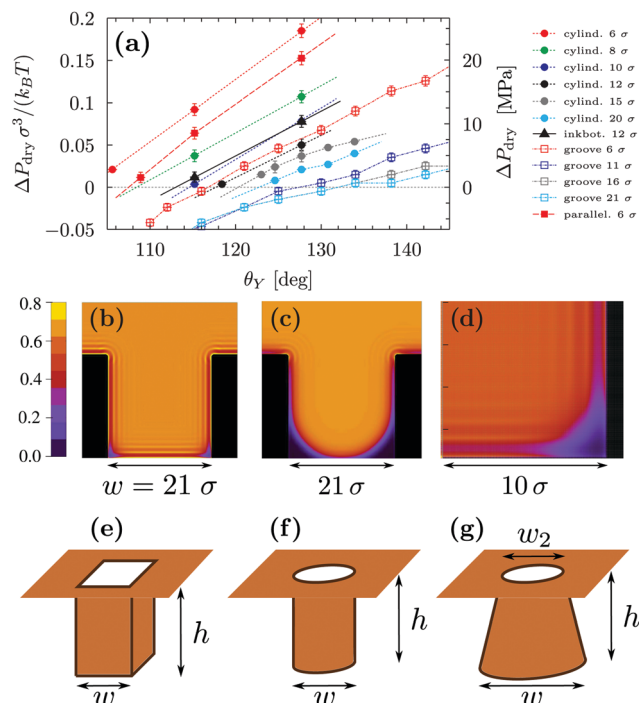 (a)
ΔP_dry σ³/(k_B T)
0.2
0.15
0.1
0.05
0
−0.05
110
120
130
140
θ_Y [deg]
20
10
0
ΔP_dry [MPa]
cylind. 6 σ
cylind. 8 σ
cylind. 10 σ
cylind. 12 σ
cylind. 15 σ
cylind. 20 σ
inkbot. 12 σ
groove 6 σ
groove 11 σ
groove 16 σ
groove 21 σ
parallel. 6 σ
0.8
0.6
0.4
0.2
0.0
(b)
(c)
(d)
w = 21 σ
21 σ
10 σ
(e)
(f)
(g)
w₂
h
h
h
w
w
w